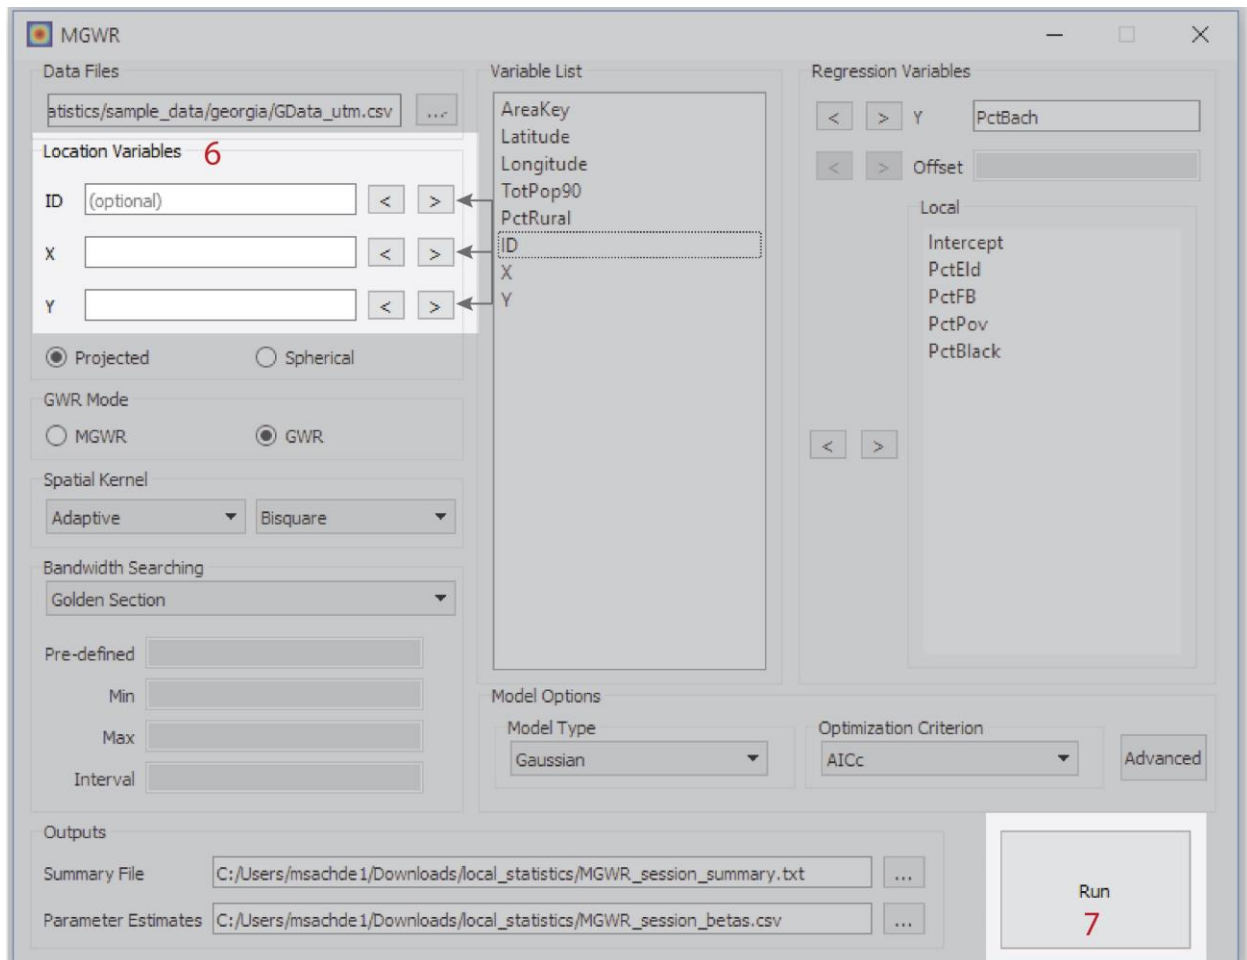 MGWR
Data Files
atistics/sample_data/georgia/GData_utm.csv ...
Location Variables 6
ID (optional) < >
X < >
Y < >
Projected Spherical
GWR Mode
MGWR GWR
Spatial Kernel
Adaptive Bisquare
Bandwidth Searching
Golden Section
Pre-defined
Min
Max
Interval
Variable List
AreaKey
Latitude
Longitude
TotPop90
PctRural
ID
X
Y
Regression Variables
< > Y PctBach
< > Offset
Local
Intercept
PctEld
PctFB
PctPov
PctBlack
< >
Model Options
Model Type
Gaussian
Optimization Criterion
AICc
Advanced
Outputs
Summary File C:/Users/msachde1/Downloads/local_statistics/MGWR_session_summary.txt ...
Parameter Estimates C:/Users/msachde1/Downloads/local_statistics/MGWR_session_betas.csv ...
Run
7